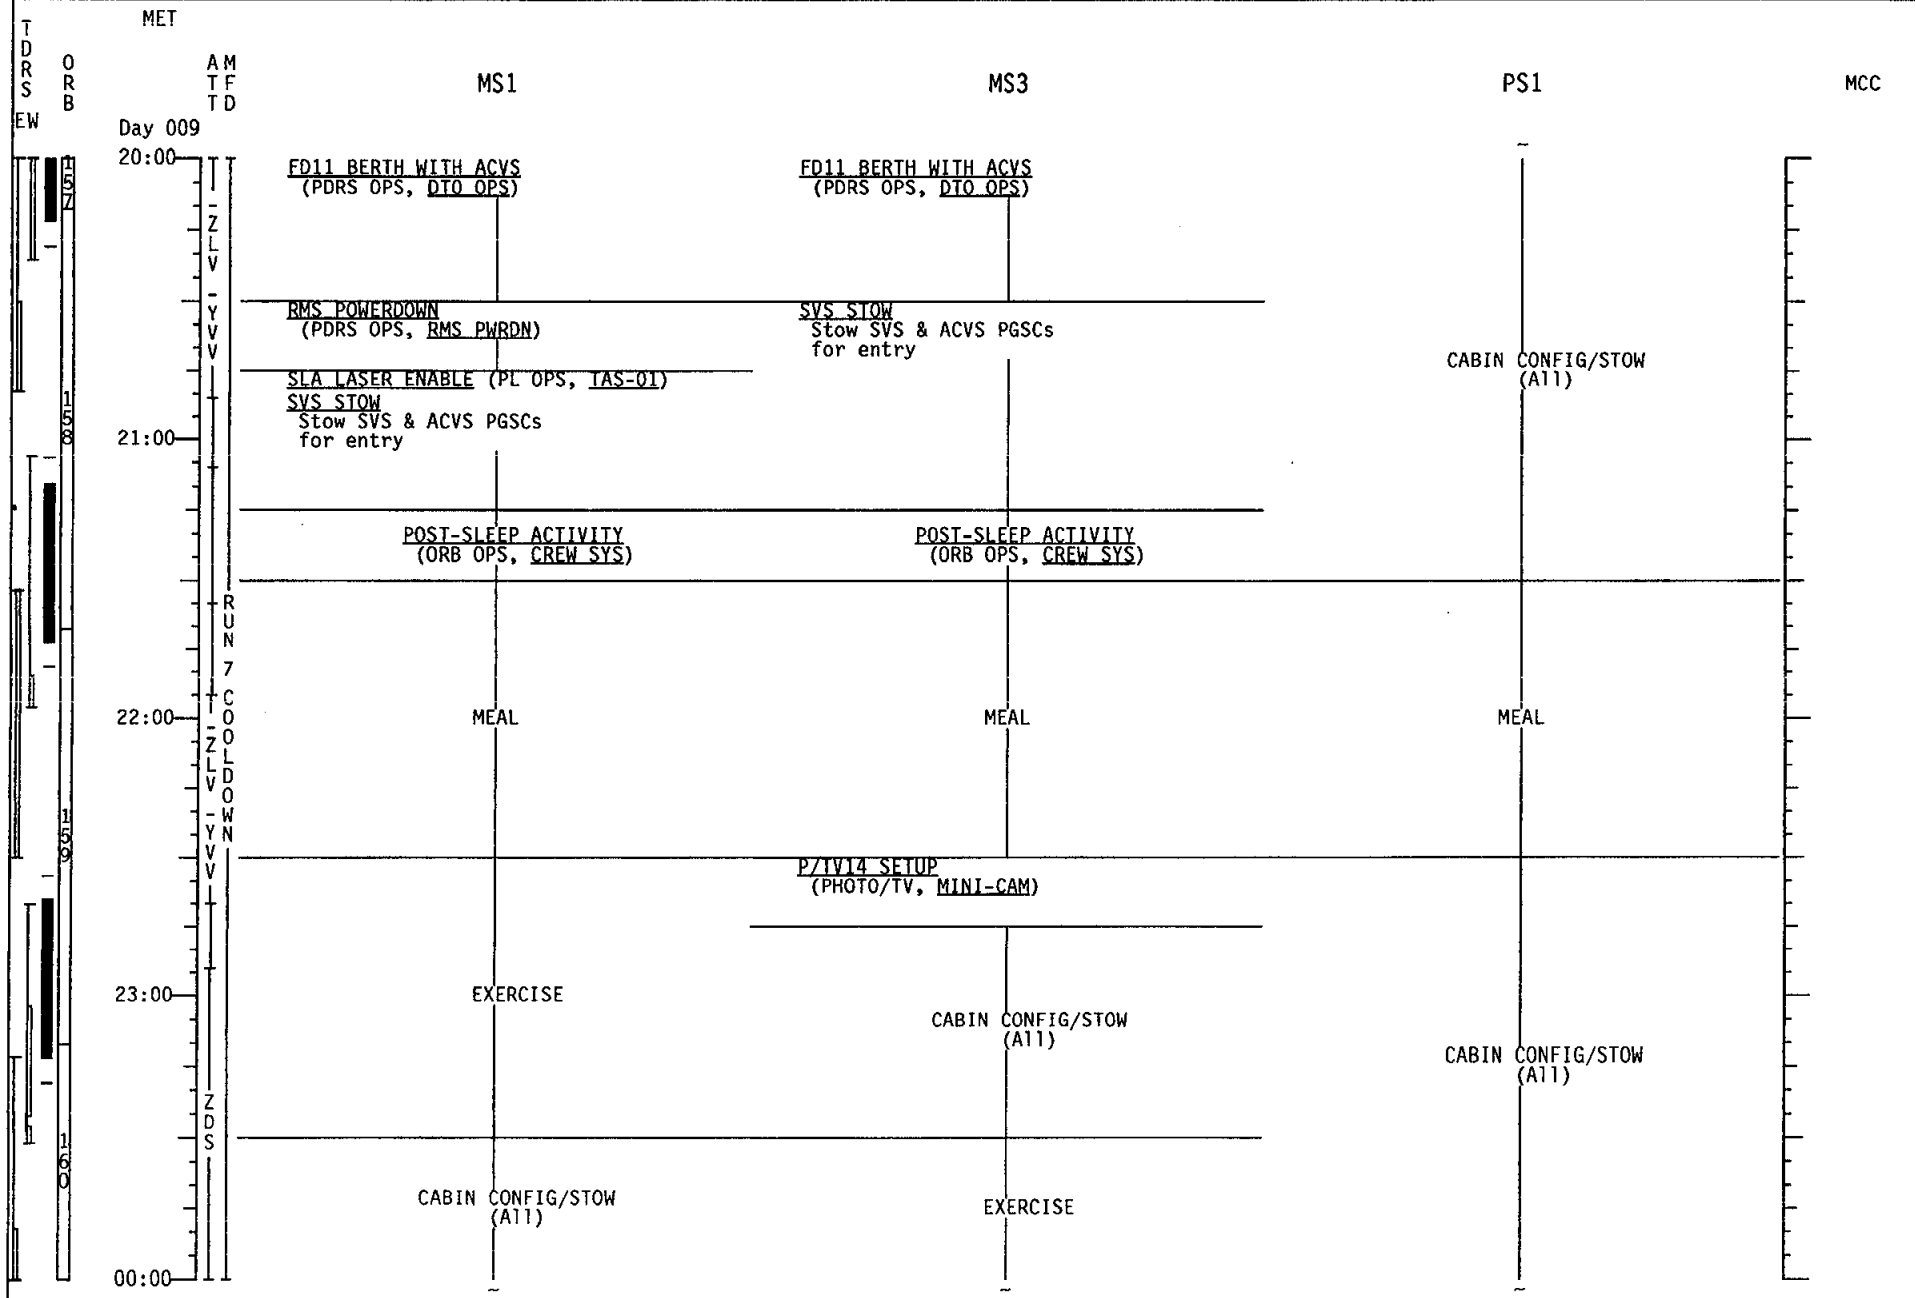 MET
TDRS
EW
ORB
ATT
MFD
MS1
MS3
PS1
MCC
Day 009
20:00
21:00
22:00
23:00
00:00
157
158
159
160
-ZLV -YVV
-ZLV -YVV
ZDS
RUN 7 COOLDOWN
FD11 BERTH WITH ACVS
(PDRS OPS, DTO OPS)
RMS POWERDOWN
(PDRS OPS, RMS PWRDN)
SLA LASER ENABLE (PL OPS, TAS-01)
SVS STOW
Stow SVS & ACVS PGSCs
for entry
POST-SLEEP ACTIVITY
(ORB OPS, CREW SYS)
MEAL
EXERCISE
CABIN CONFIG/STOW
(All)
FD11 BERTH WITH ACVS
(PDRS OPS, DTO OPS)
SVS STOW
Stow SVS & ACVS PGSCs
for entry
POST-SLEEP ACTIVITY
(ORB OPS, CREW SYS)
MEAL
P/TV14 SETUP
(PHOTO/TV, MINI-CAM)
CABIN CONFIG/STOW
(All)
EXERCISE
~
CABIN CONFIG/STOW
(All)
MEAL
CABIN CONFIG/STOW
(All)
~
~
~